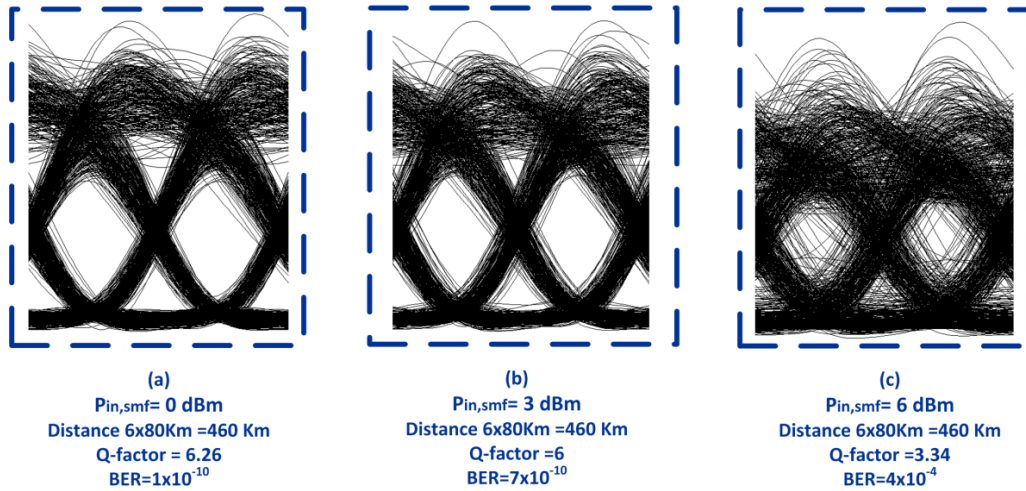 (a)
Pin,smf= 0 dBm
Distance 6x80Km =460 Km
Q-factor = 6.26
BER=1x10⁻¹⁰
(b)
Pin,smf= 3 dBm
Distance 6x80Km =460 Km
Q-factor =6
BER=7x10⁻¹⁰
(c)
Pin,smf= 6 dBm
Distance 6x80Km =460 Km
Q-factor =3.34
BER=4x10⁻⁴